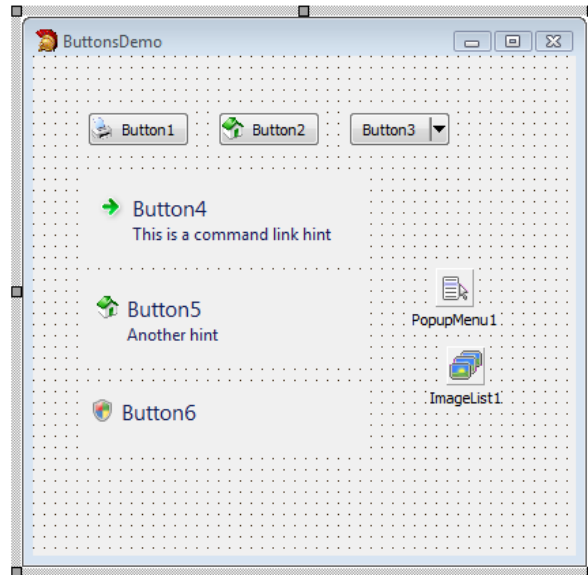 ButtonsDemo
Button1 Button2 Button3
Button4
This is a command link hint
Button5
Another hint
PopupMenu1
ImageList1
Button6